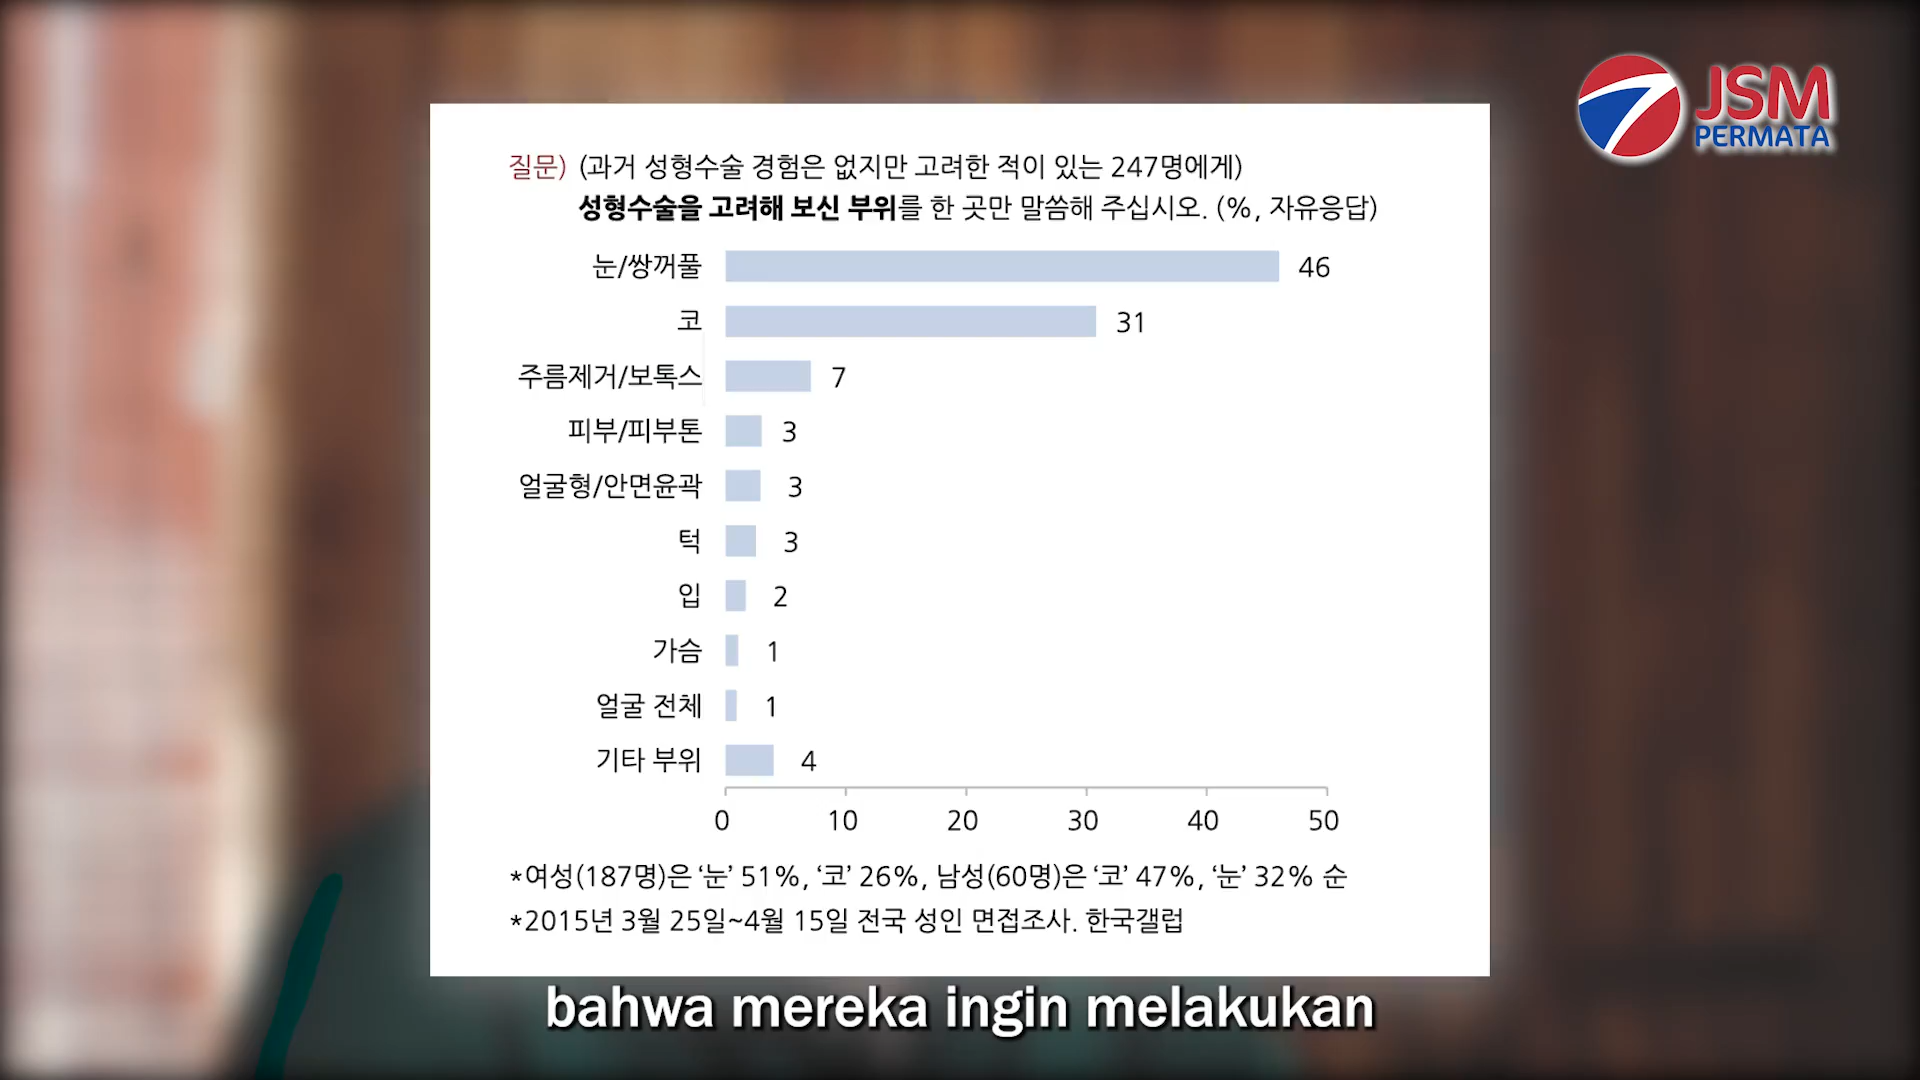 JSM
PERMATA
질문) (과거 성형수술 경험은 없지만 고려한 적이 있는 247명에게)
성형수술을 고려해 보신 부위를 한 곳만 말씀해 주십시오. (%, 자유응답)
눈/쌍꺼풀 46
코 31
주름제거/보톡스 7
피부/피부톤 3
얼굴형/안면윤곽 3
턱 3
입 2
가슴 1
얼굴 전체 1
기타 부위 4
0 10 20 30 40 50
*여성(187명)은 ‘눈’ 51%, ‘코’ 26%, 남성(60명)은 ‘코’ 47%, ‘눈’ 32% 순
*2015년 3월 25일~4월 15일 전국 성인 면접조사. 한국갤럽
bahwa mereka ingin melakukan